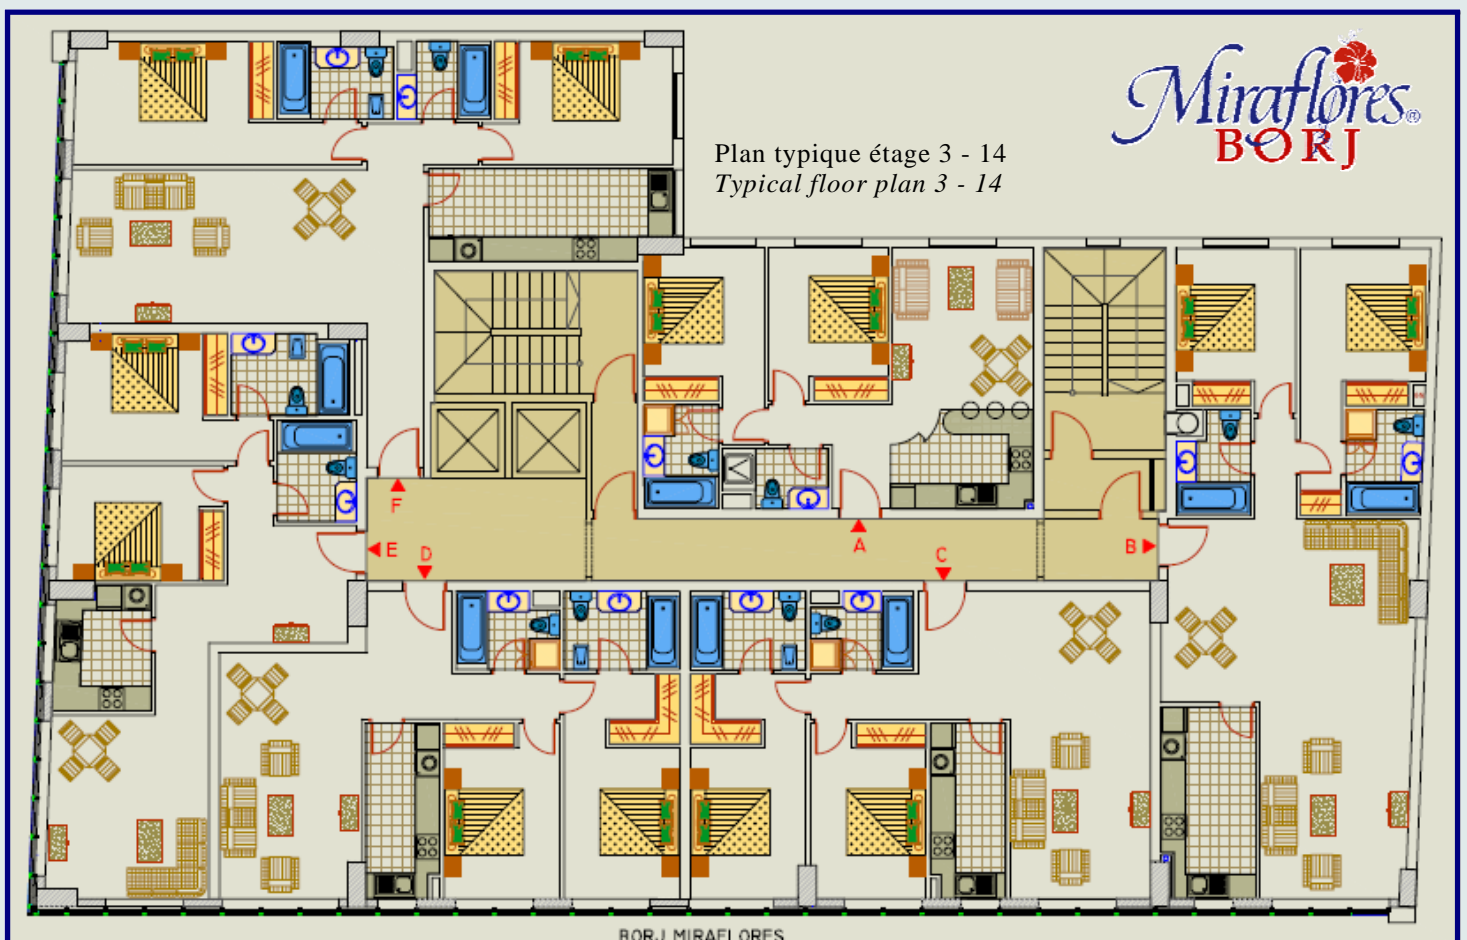 Miraflores®
BORJ
Plan typique étage 3 - 14
Typical floor plan 3 - 14
F
E
D
A
C
B
BORJ MIRAFLORES